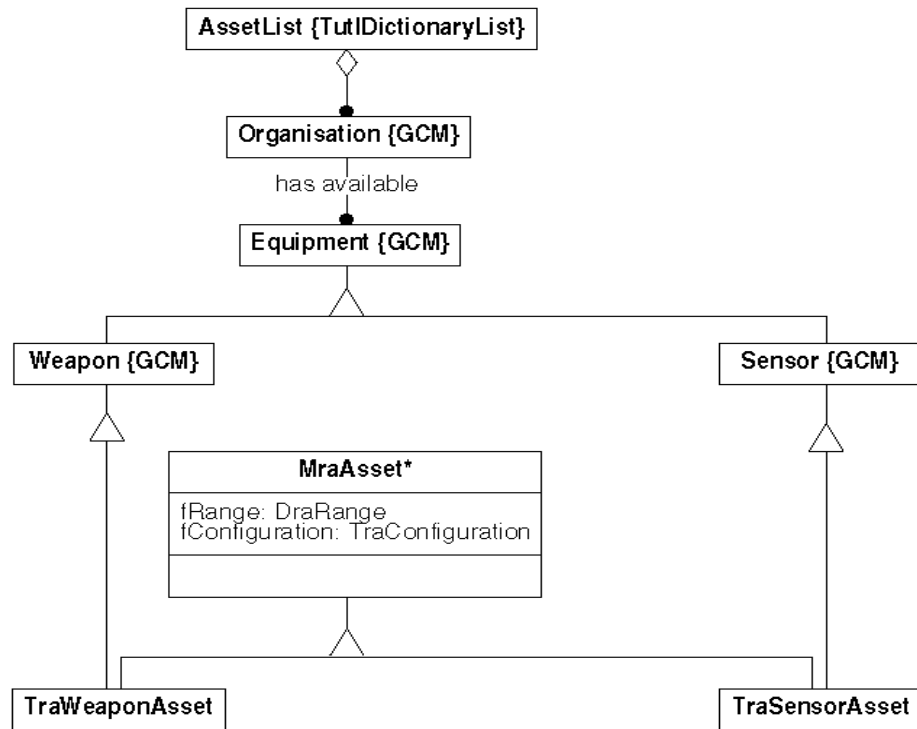 AssetList {TutlDictionaryList}
Organisation {GCM}
has available
Equipment {GCM}
Weapon {GCM}
Sensor {GCM}
MraAsset*
fRange: DraRange
fConfiguration: TraConfiguration
TraWeaponAsset
TraSensorAsset